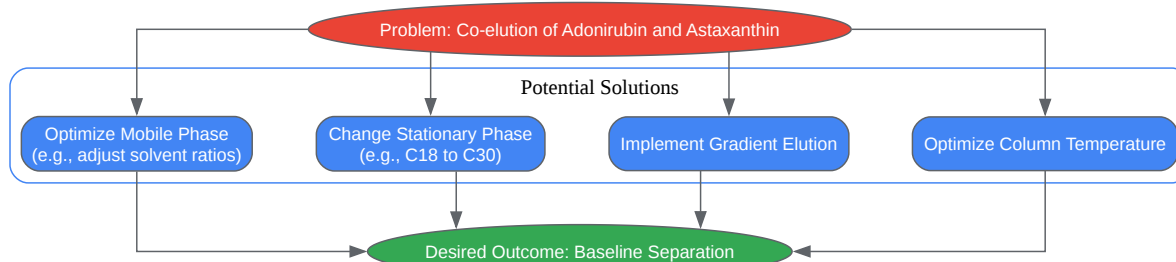 Problem: Co-elution of Adonirubin and Astaxanthin
Potential Solutions
Optimize Mobile Phase
(e.g., adjust solvent ratios)
Change Stationary Phase
(e.g., C18 to C30)
Implement Gradient Elution
Optimize Column Temperature
Desired Outcome: Baseline Separation